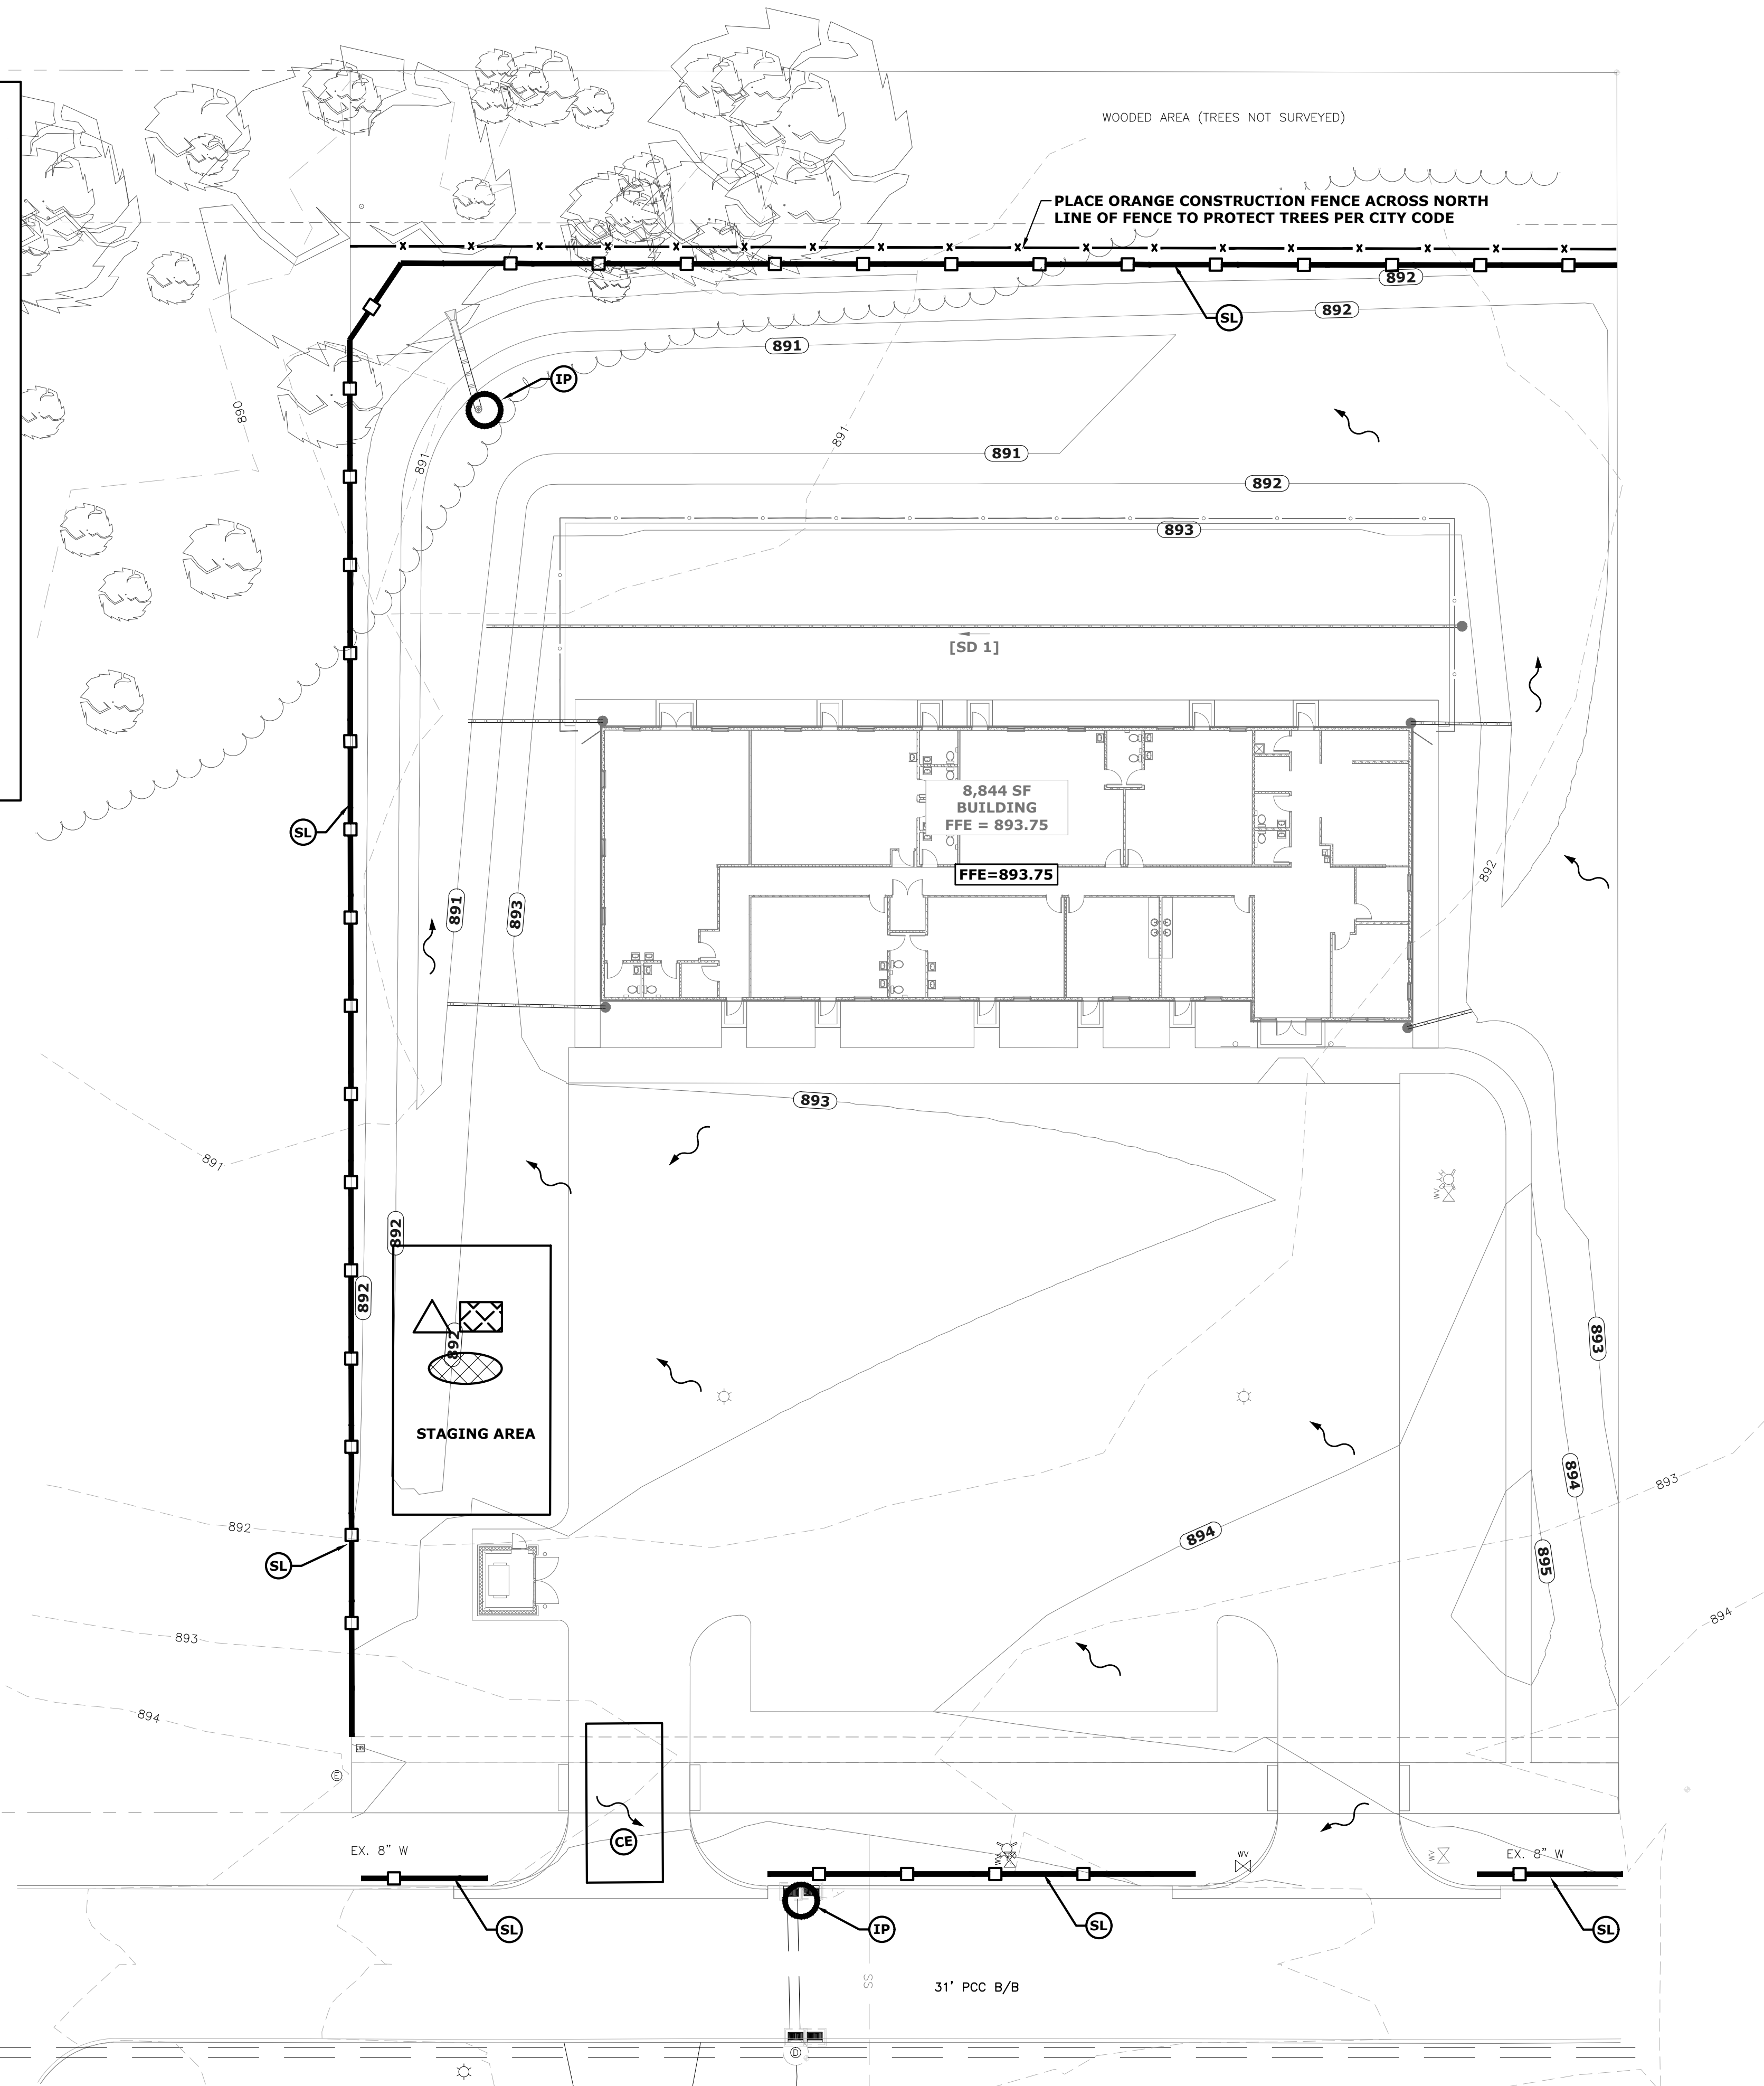 WOODED AREA (TREES NOT SURVEYED)
PLACE ORANGE CONSTRUCTION FENCE ACROSS NORTH
LINE OF FENCE TO PROTECT TREES PER CITY CODE
892
892
SL
891
IP
890
891
891
891
892
893
[SD 1]
8,844 SF
BUILDING
FFE = 893.75
SL
FFE=893.75
892
891
893
893
891
WV
892
892
892
893
STAGING AREA
894
893
892
894
895
SL
893
894
894
E
CE
EX. 8" W
WV
WV
WV
EX. 8" W
SL
IP
SL
SL
SS
31' PCC B/B
D